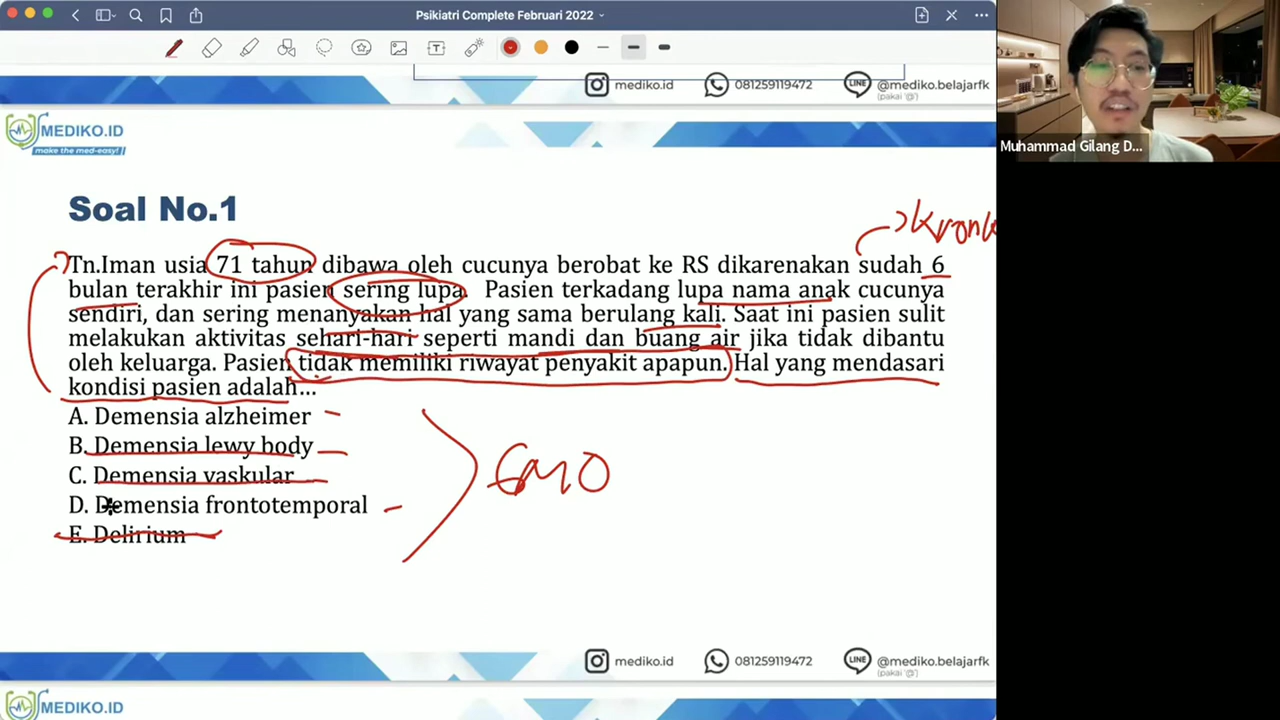 Psikiatri Complete Februari 2022
mediko.id
081259119472
@mediko.belajarfk
(pakai '@')
MEDIKO.ID
make the med-easy!
Soal No.1
Kronk
Tn.Iman usia 71 tahun dibawa oleh cucunya berobat ke RS dikarenakan sudah 6
bulan terakhir ini pasien sering lupa. Pasien terkadang lupa nama anak cucunya
sendiri, dan sering menanyakan hal yang sama berulang kali. Saat ini pasien sulit
melakukan aktivitas sehari-hari seperti mandi dan buang air jika tidak dibantu
oleh keluarga. Pasien tidak memiliki riwayat penyakit apapun. Hal yang mendasari
kondisi pasien adalah...
A. Demensia alzheimer
B. Demensia lewy body
C. Demensia vaskular
D. Demensia frontotemporal
E. Delirium
GMO
mediko.id
081259119472
@mediko.belajarfk
(pakai '@')
MEDIKO.ID
Muhammad Gilang D...